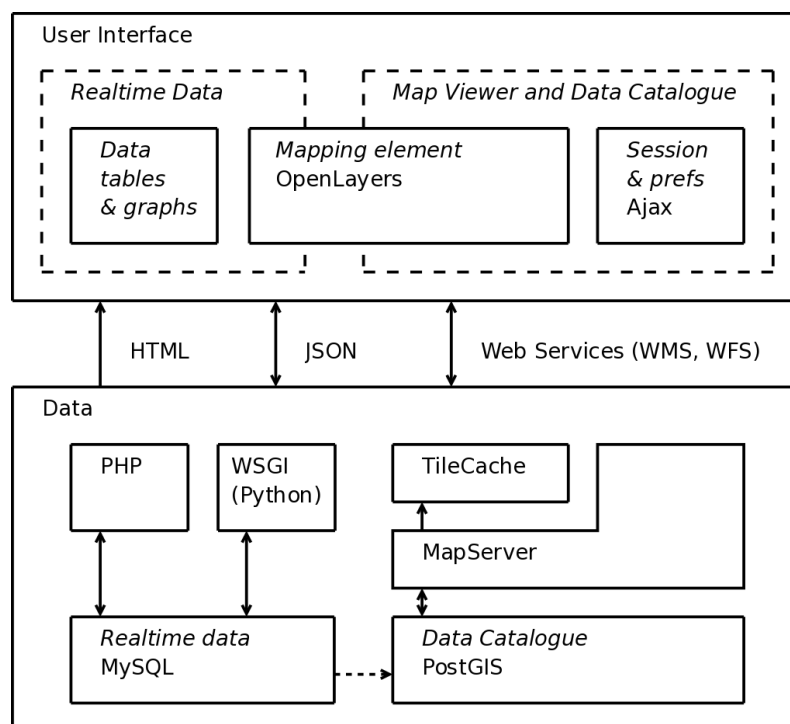 User Interface
Realtime Data
Map Viewer and Data Catalogue
Data
tables
& graphs
Mapping element
OpenLayers
Session
& prefs
Ajax
HTML
JSON
Web Services (WMS, WFS)
Data
PHP
WSGI
(Python)
TileCache
MapServer
Realtime data
MySQL
Data Catalogue
PostGIS